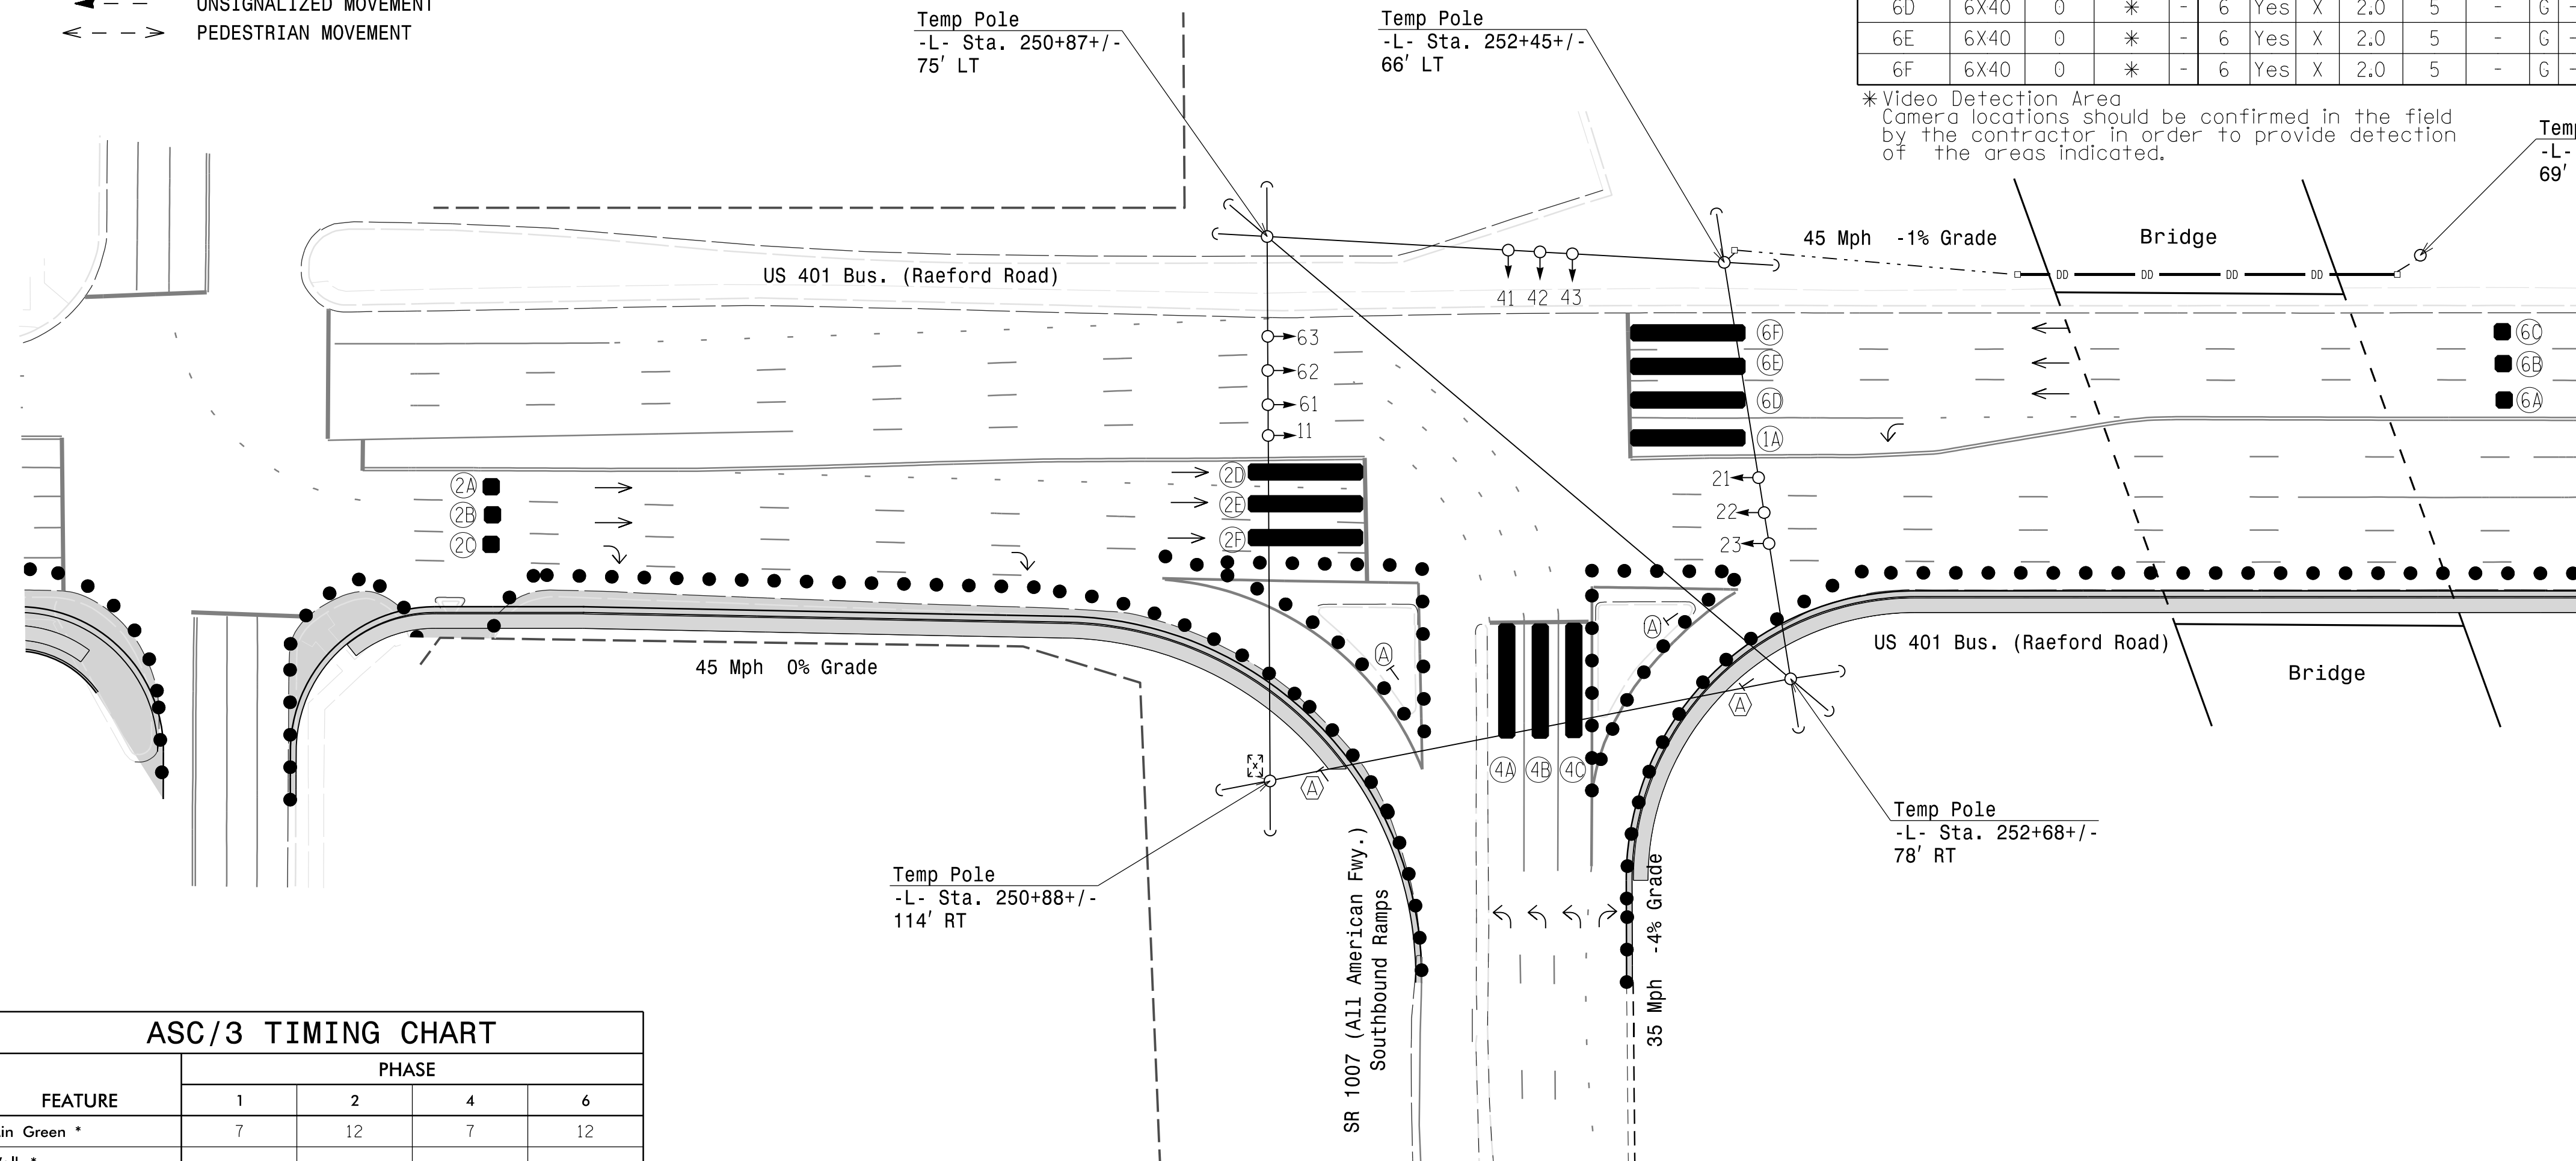 UNSIGNALIZED MOVEMENT
PEDESTRIAN MOVEMENT
Temp Pole
-L- Sta. 250+87+/-
75' LT
Temp Pole
-L- Sta. 252+45+/-
66' LT
6D 6X40 0 * - 6 Yes X 2.0 5 - G -
6E 6X40 0 * - 6 Yes X 2.0 5 - G -
6F 6X40 0 * - 6 Yes X 2.0 5 - G -
* Video Detection Area
Camera locations should be confirmed in the field
by the contractor in order to provide detection
of the areas indicated.
-L-
69'
45 Mph -1% Grade
Bridge
US 401 Bus. (Raeford Road)
DD DD DD DD
41 42 43
63
62
61
11
6F
6E
6D
1A
6C
6B
6A
2A
2B
2C
2D
2E
2F
21
22
23
45 Mph 0% Grade
A
A
US 401 Bus. (Raeford Road)
Bridge
A
A
X
4A 4B 4C
Temp Pole
-L- Sta. 252+68+/-
78' RT
Temp Pole
-L- Sta. 250+88+/-
114' RT
SR 1007 (All American Fwy.)
Southbound Ramps
35 Mph -4% Grade
ASC/3 TIMING CHART
PHASE
FEATURE 1 2 4 6
Green * 7 12 7 12